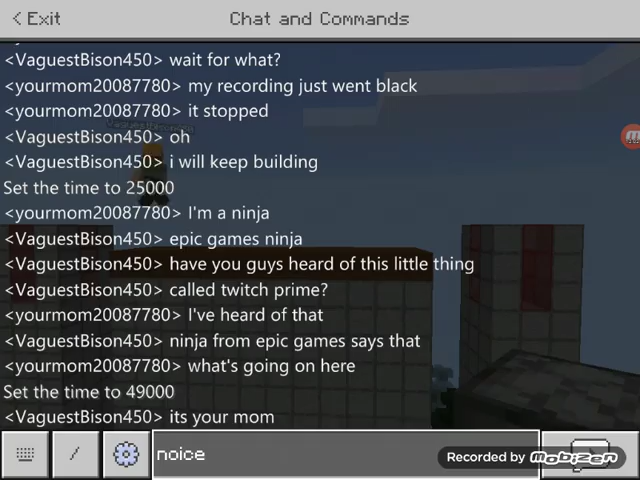 < Exit
Chat and Commands
<VaguestBison450> wait for what?
<yourmom20087780> my recording just went black
<yourmom20087780> it stopped
<VaguestBison450> oh
<VaguestBison450> i will keep building
Set the time to 25000
<yourmom20087780> I'm a ninja
<VaguestBison450> epic games ninja
<VaguestBison450> have you guys heard of this little thing
<VaguestBison450> called twitch prime?
<yourmom20087780> I've heard of that
<VaguestBison450> ninja from epic games says that
<yourmom20087780> what's going on here
Set the time to 49000
<VaguestBison450> its your mom
/
noice
Recorded by Mobizen